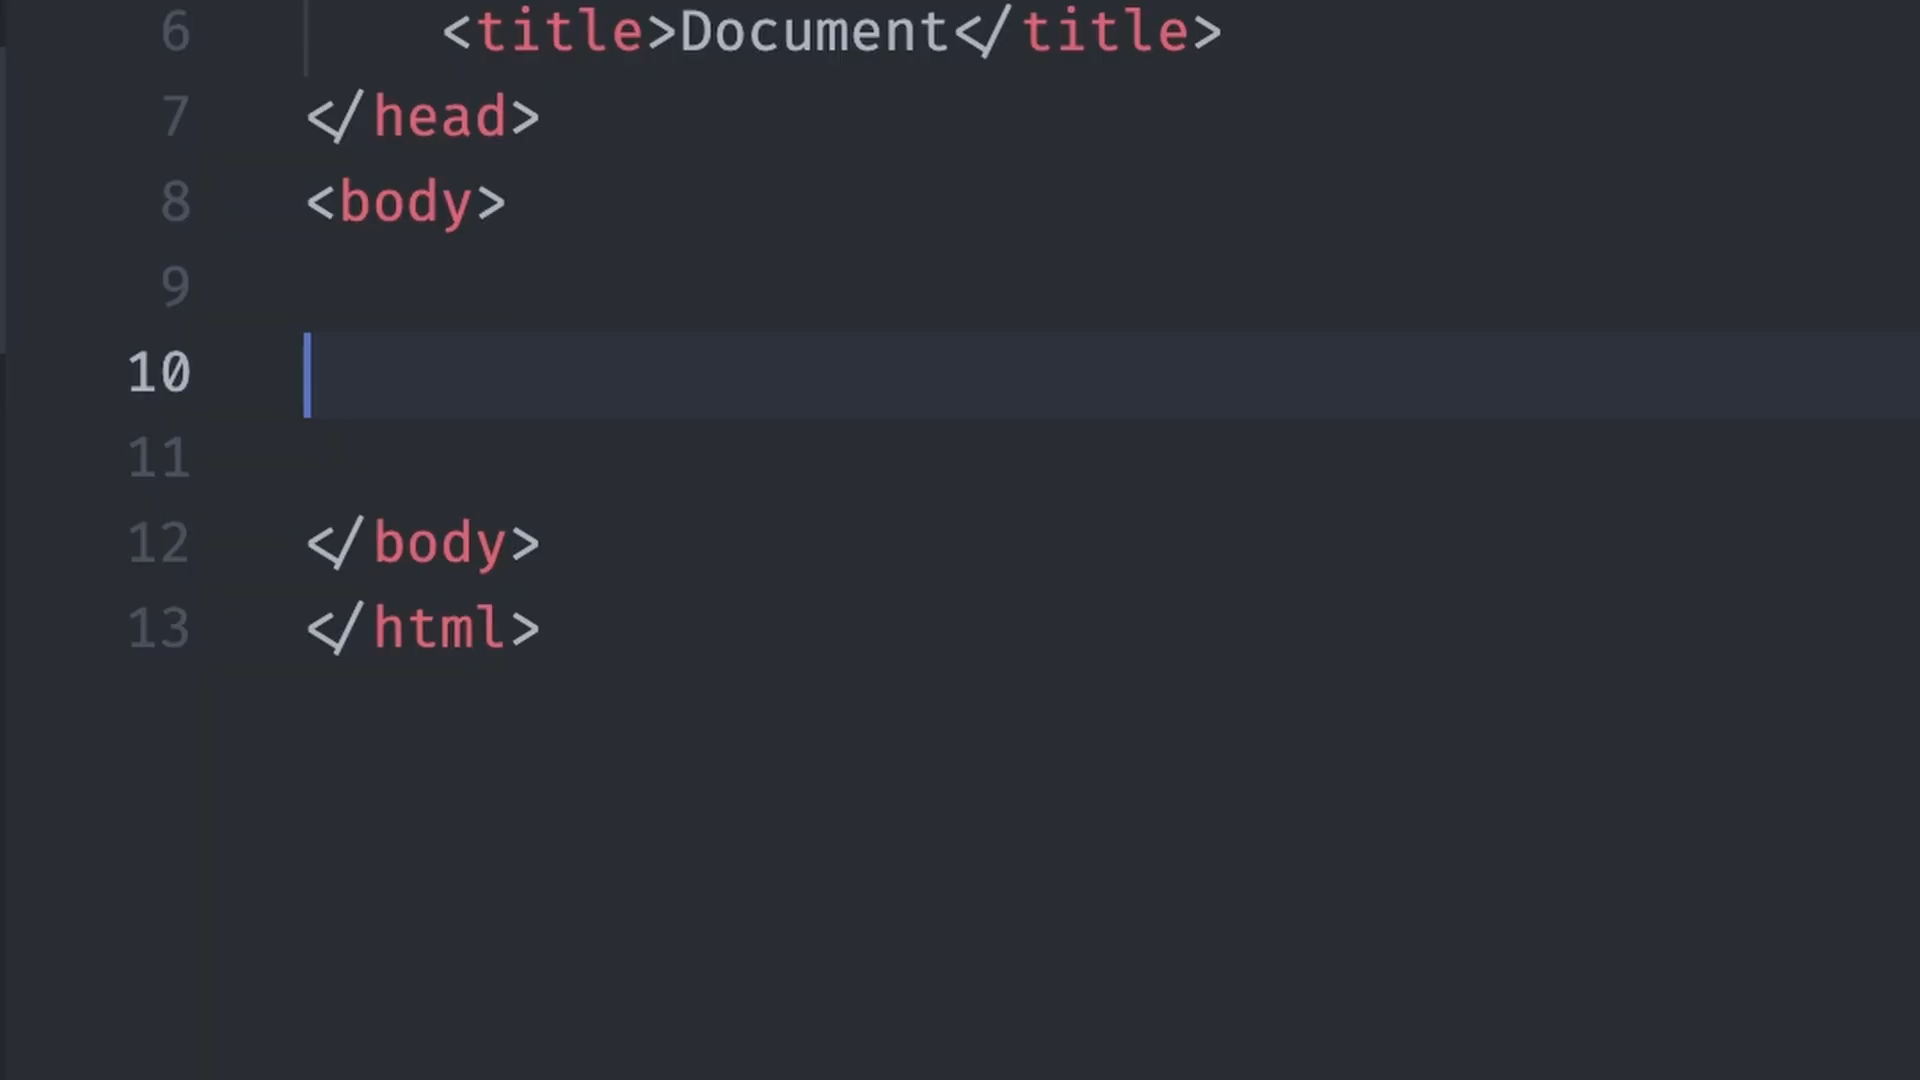 6 <title>Document</title>
7 </head>
8 <body>
9
10
11
12 </body>
13 </html>